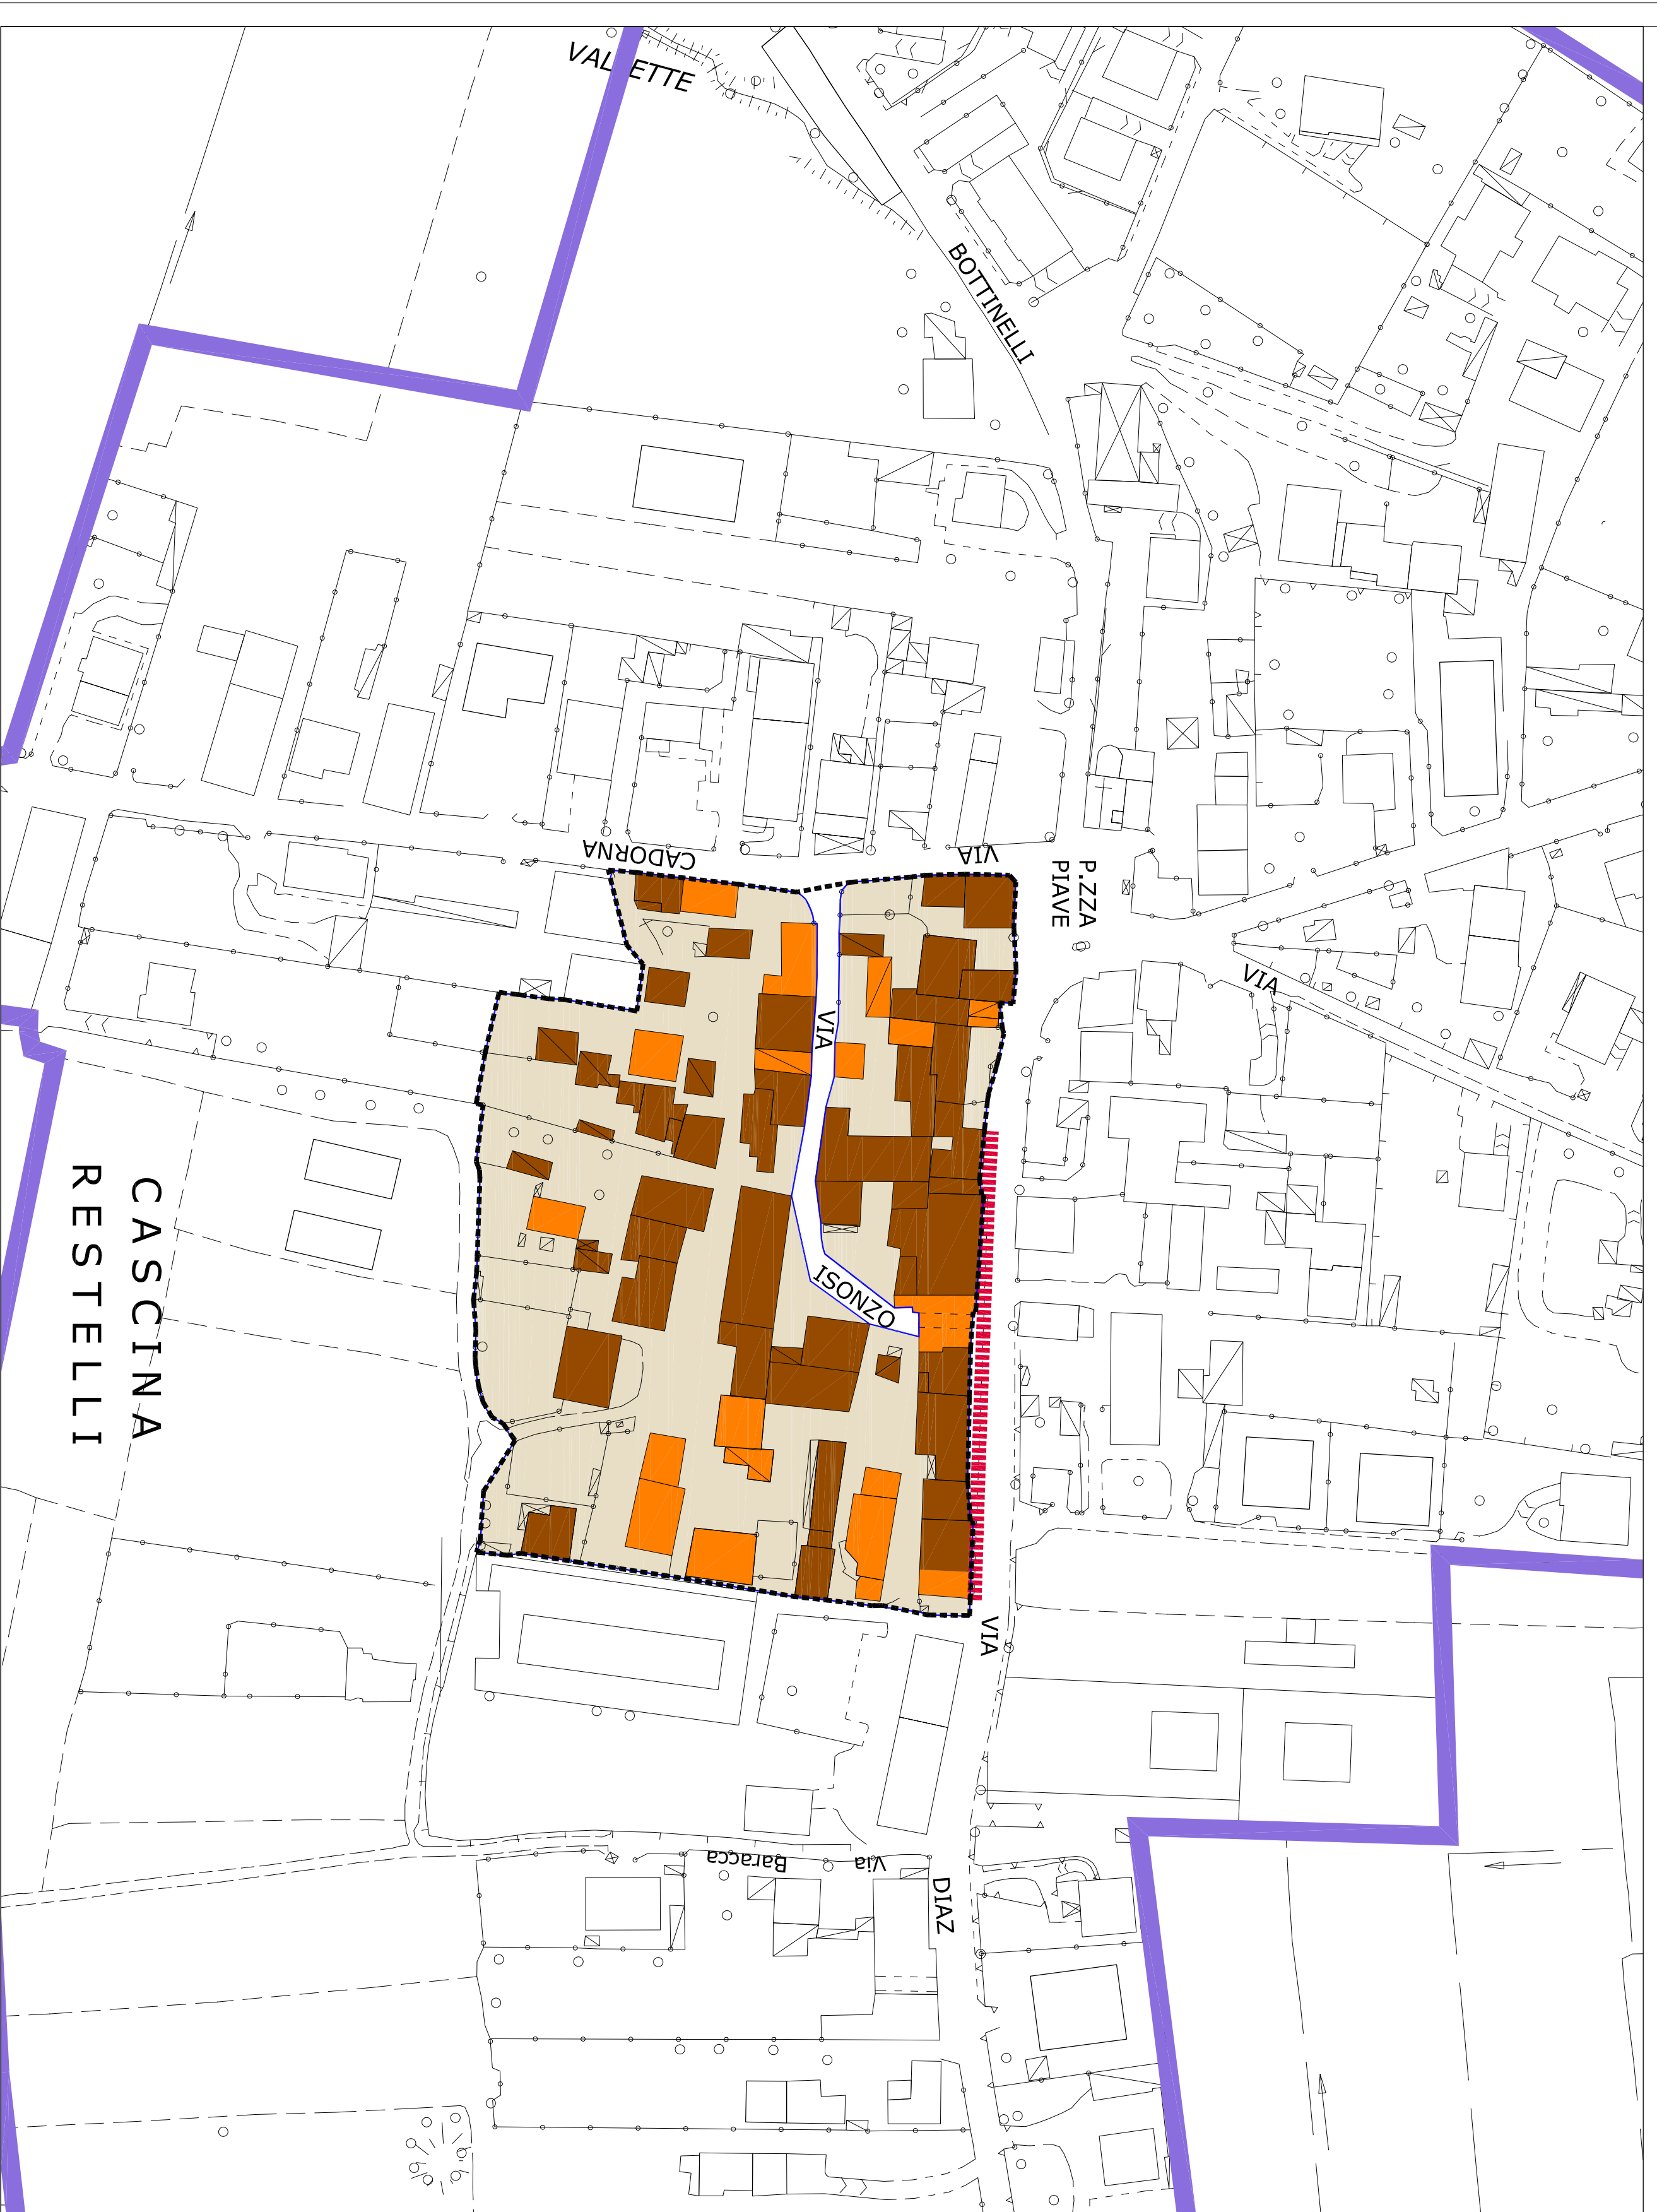 VALLETTE
BOTTINELLI
CADORNA
VIA
P.ZZA
PIAVE
VIA
VIA
ISONZO
CASCINA
RESTELLI
VIA
Baracca
Via
DIAZ